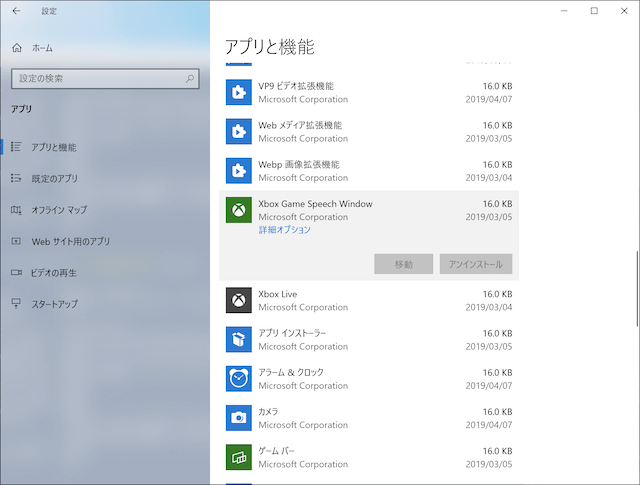 設定
ホーム
設定の検索
アプリ
アプリと機能
既定のアプリ
オフライン マップ
Web サイト用のアプリ
ビデオの再生
スタートアップ
アプリと機能
VP9 ビデオ拡張機能 16.0 KB
Microsoft Corporation 2019/04/07
Web メディア拡張機能 16.0 KB
Microsoft Corporation 2019/04/07
Webp 画像拡張機能 16.0 KB
Microsoft Corporation 2019/03/04
Xbox Game Speech Window 16.0 KB
Microsoft Corporation 2019/03/05
詳細オプション
移動 アンインストール
Xbox Live 16.0 KB
Microsoft Corporation 2019/03/04
アプリ インストーラー 16.0 KB
Microsoft Corporation 2019/03/05
アラーム & クロック 16.0 KB
Microsoft Corporation 2019/04/07
カメラ 16.0 KB
Microsoft Corporation 2019/04/07
ゲーム バー 16.0 KB
Microsoft Corporation 2019/03/05